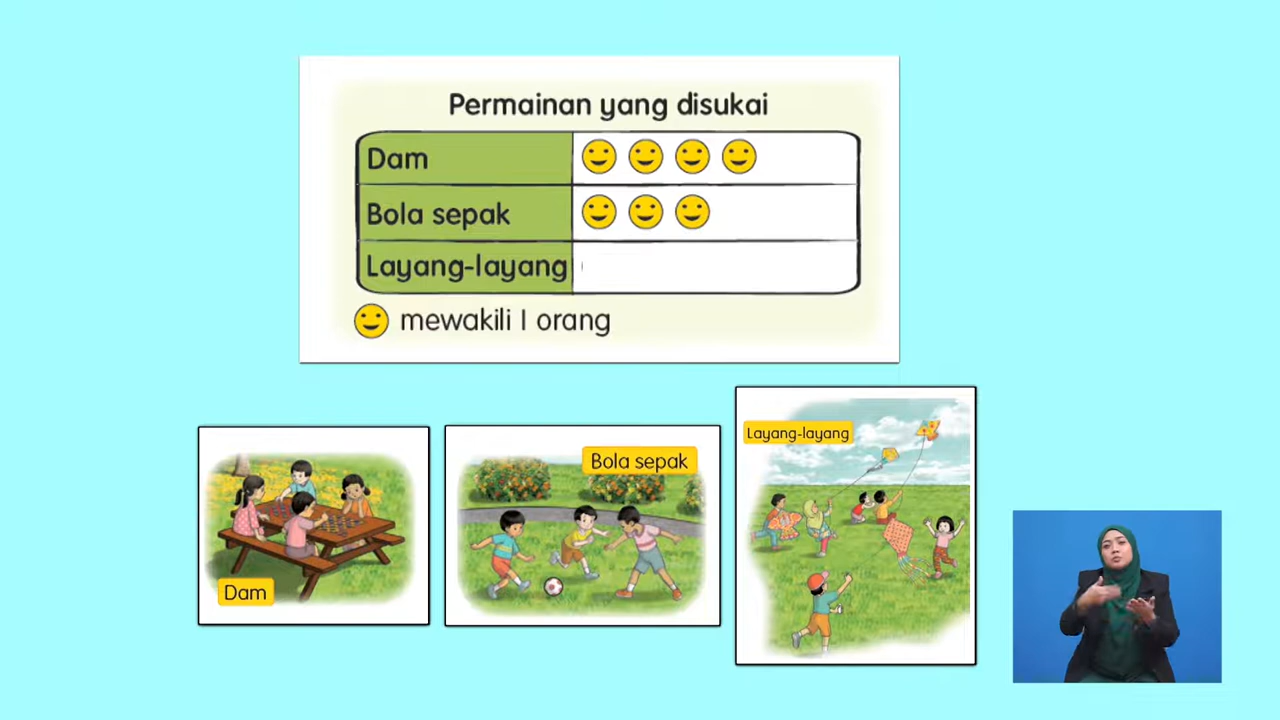 Permainan yang disukai
Dam
Bola sepak
Layang-layang
mewakili 1 orang
Dam
Bola sepak
Layang-layang